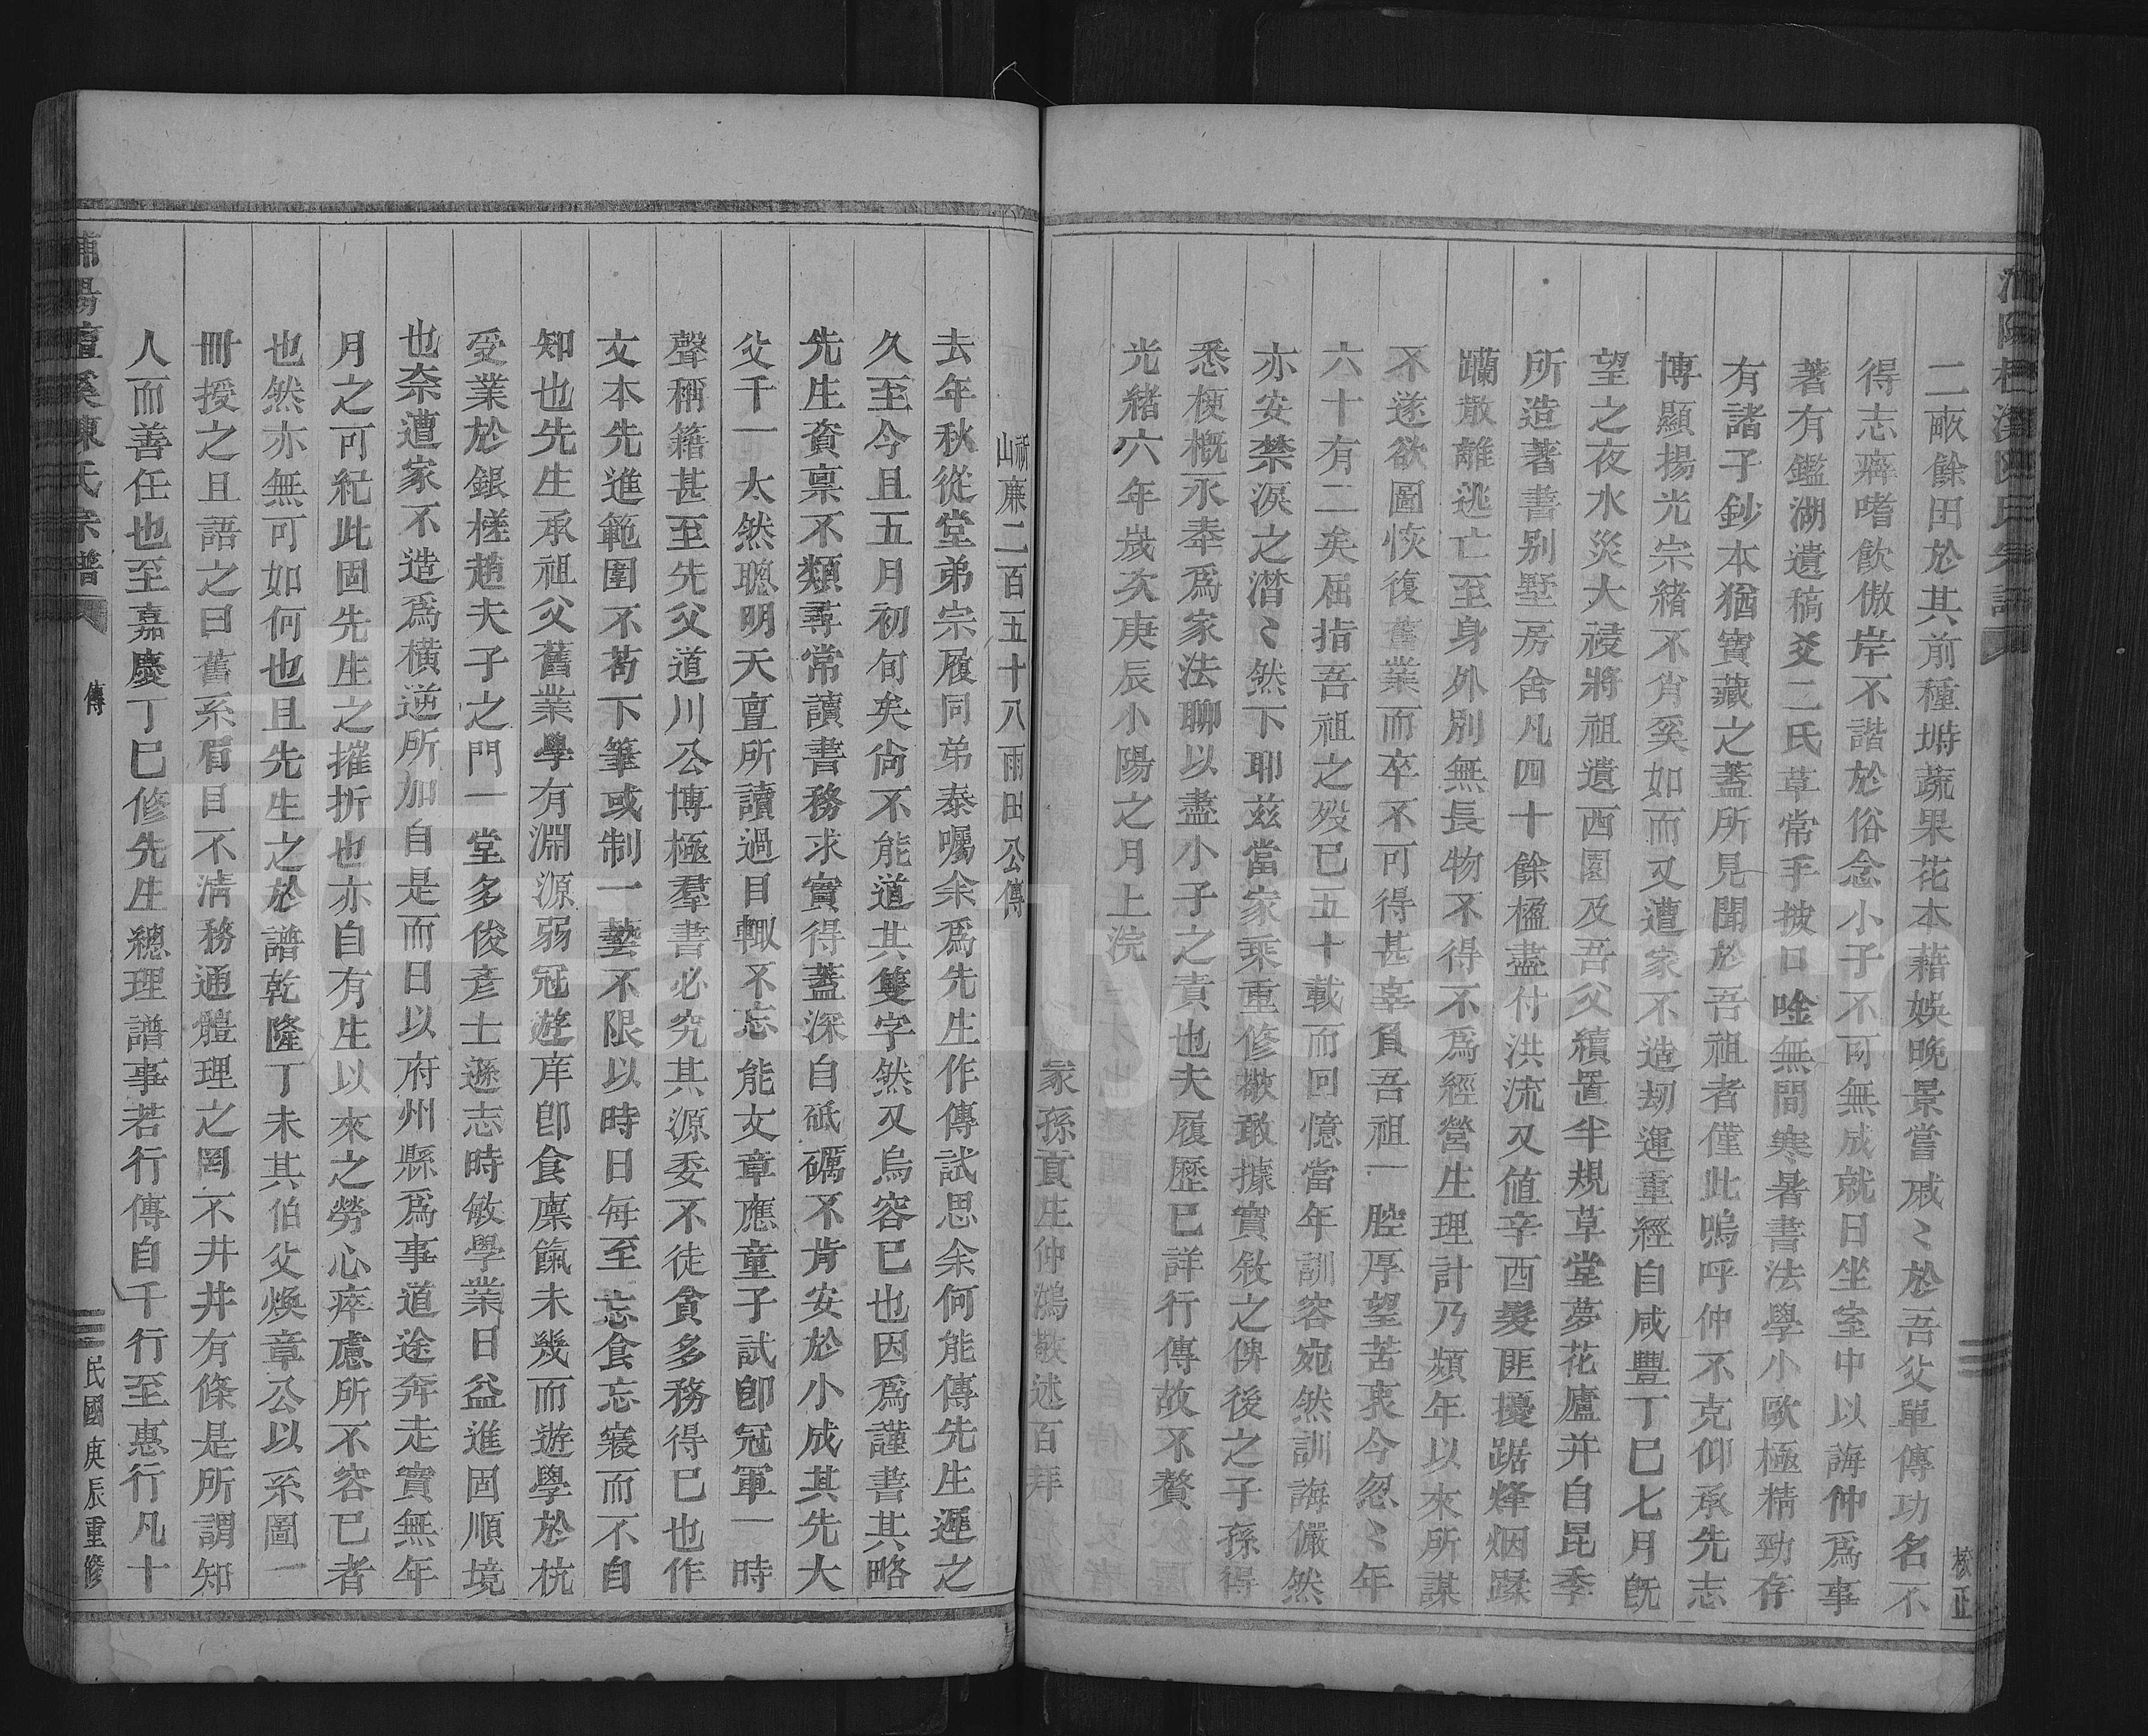 校正
二畝餘田於其前種塒蔬果花木藉娛晚景當戚〻於吾父單傳功名不
得志癖嗜飲傲岸不諧於俗念小子不可無成就日坐室中以誨仲爲事
著有鑑湖遺稿爻二氏草常手披口唫無間寒暑書法學小歐極精勁存
有諸子鈔本猶寶藏之蓋所見聞於吾祖者僅此嗚呼仲不克仰承先志
博顯揚光宗緒不肖奚如而又遭家不造刼運重經自咸豐丁巳七月旣
望之夜水災大祲將祖遺西園及吾父續置半規草堂夢花廬并自昆季
所造著書别墅房舍凡四十餘楹盡付洪流又值辛酉髮匪擾踞烽烟蹂
躪散離逃亡至身外別無長物不得不爲經營生理計乃頻年以來所謀
不遂欲圖恢復舊業而卒不可得甚辜負吾祖一腔厚望苦衷今忽〻年
六十有二矣屈指吾祖之歿已五十載而回憶當年訓容宛然訓誨儼然
亦安禁淚之潸〻然下耶兹當家乘重修敬敢據實敘之俾後之子孫得
悉梗概永奉爲家法聊以盡小子之責也夫履歷已詳行傳故不贅
光緒六年歲次庚辰小陽之月上浣
冢孫貢生仲鴻敬述百拜
祈山廉二百五十八雨田公傳
去年秋從堂弟宗履同弟泰囑余爲先生作傳試思余何能傳先生遲之
久至今且五月初旬矣尙不能道其雙字然又烏容已也因爲謹書其略
先生資稟不類尋常讀書務求實得蓋深自砥礪不肯安於小成其先大
父千一太然聰明天亶所讀過目輒不忘能文章應童子試卽冠軍一時
聲稱籍甚至先父道川公博極羣書必究其源委不徒貪多務得已也作
文本先進範圍不苟下筆或制一藝不限以時日每至忘食忘寢而不自
知也先生承祖父舊業學有淵源弱冠遊庠卽食廩餼未幾而遊學於杭
受業於銀槎趙夫子之門一堂多俊彥士遜志時敏學業日益進固順境
也奈遭家不造爲橫逆所加自是而日以府州縣爲事道途奔走實無年
月之可紀此固先生之摧折也亦自有生以來之勞心瘁慮所不容已者
也然亦無可如何也且先生之於譜乾隆丁未其伯父煥章公以系圖一
冊授之且語之曰舊系眉目不清務通體理之罔不井井有條是所謂知
人而善任也至嘉慶丁巳修先生總理譜事若行傳自千行至惠行凡十
浦陽檀溪陳氏宗譜 傳 民國庚辰重修